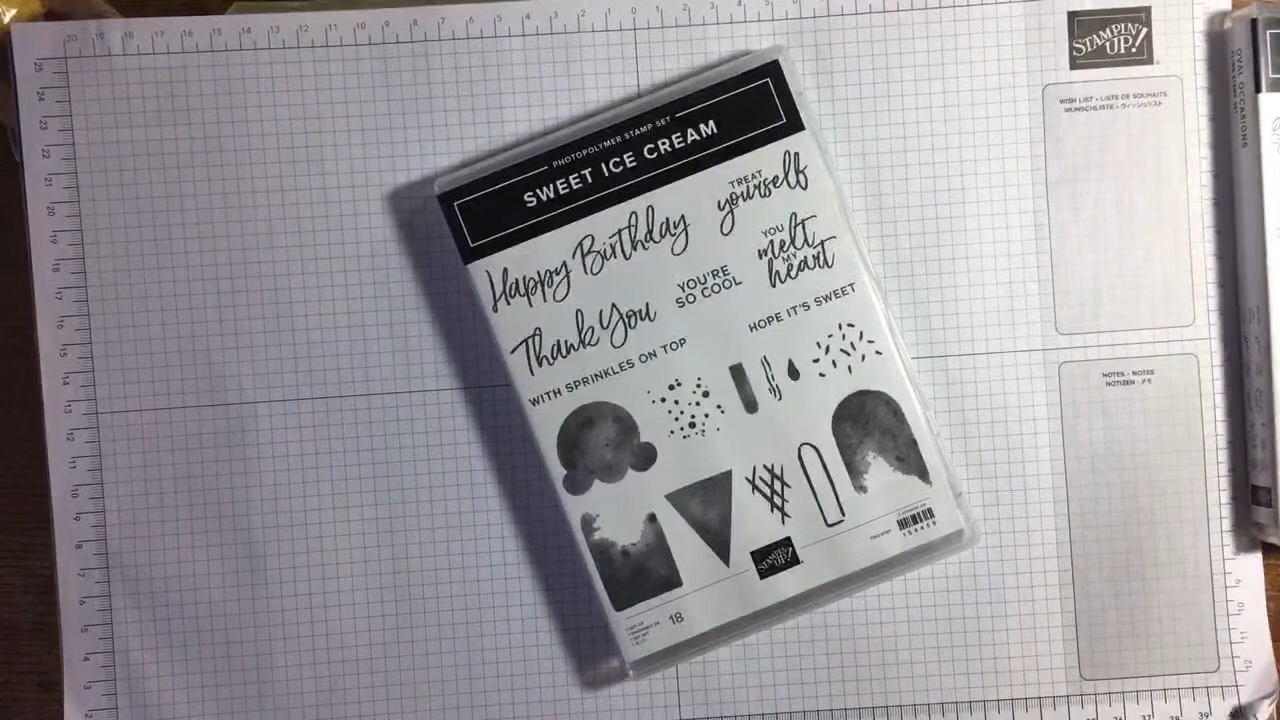 STAMPIN' UP!
WISH LIST • LISTE DE SOUHAITS
WUNSCHLISTE • ウィッシュリスト
NOTES • NOTES
NOTIZEN • メモ
OVAL OCCASIONS
PHOTOPOLYMER STAMP SET
SWEET ICE CREAM
TREAT
yourself
Happy Birthday
YOU
melt
MY
heart
YOU'RE
SO COOL
Thank You
HOPE IT'S SWEET
WITH SPRINKLES ON TOP
STAMPIN' UP!
18